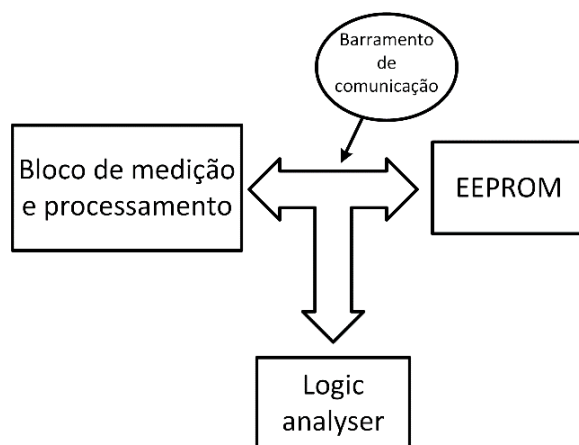 Barramento
de
comunicação
Bloco de medição
e processamento
EEPROM
Logic
analyser